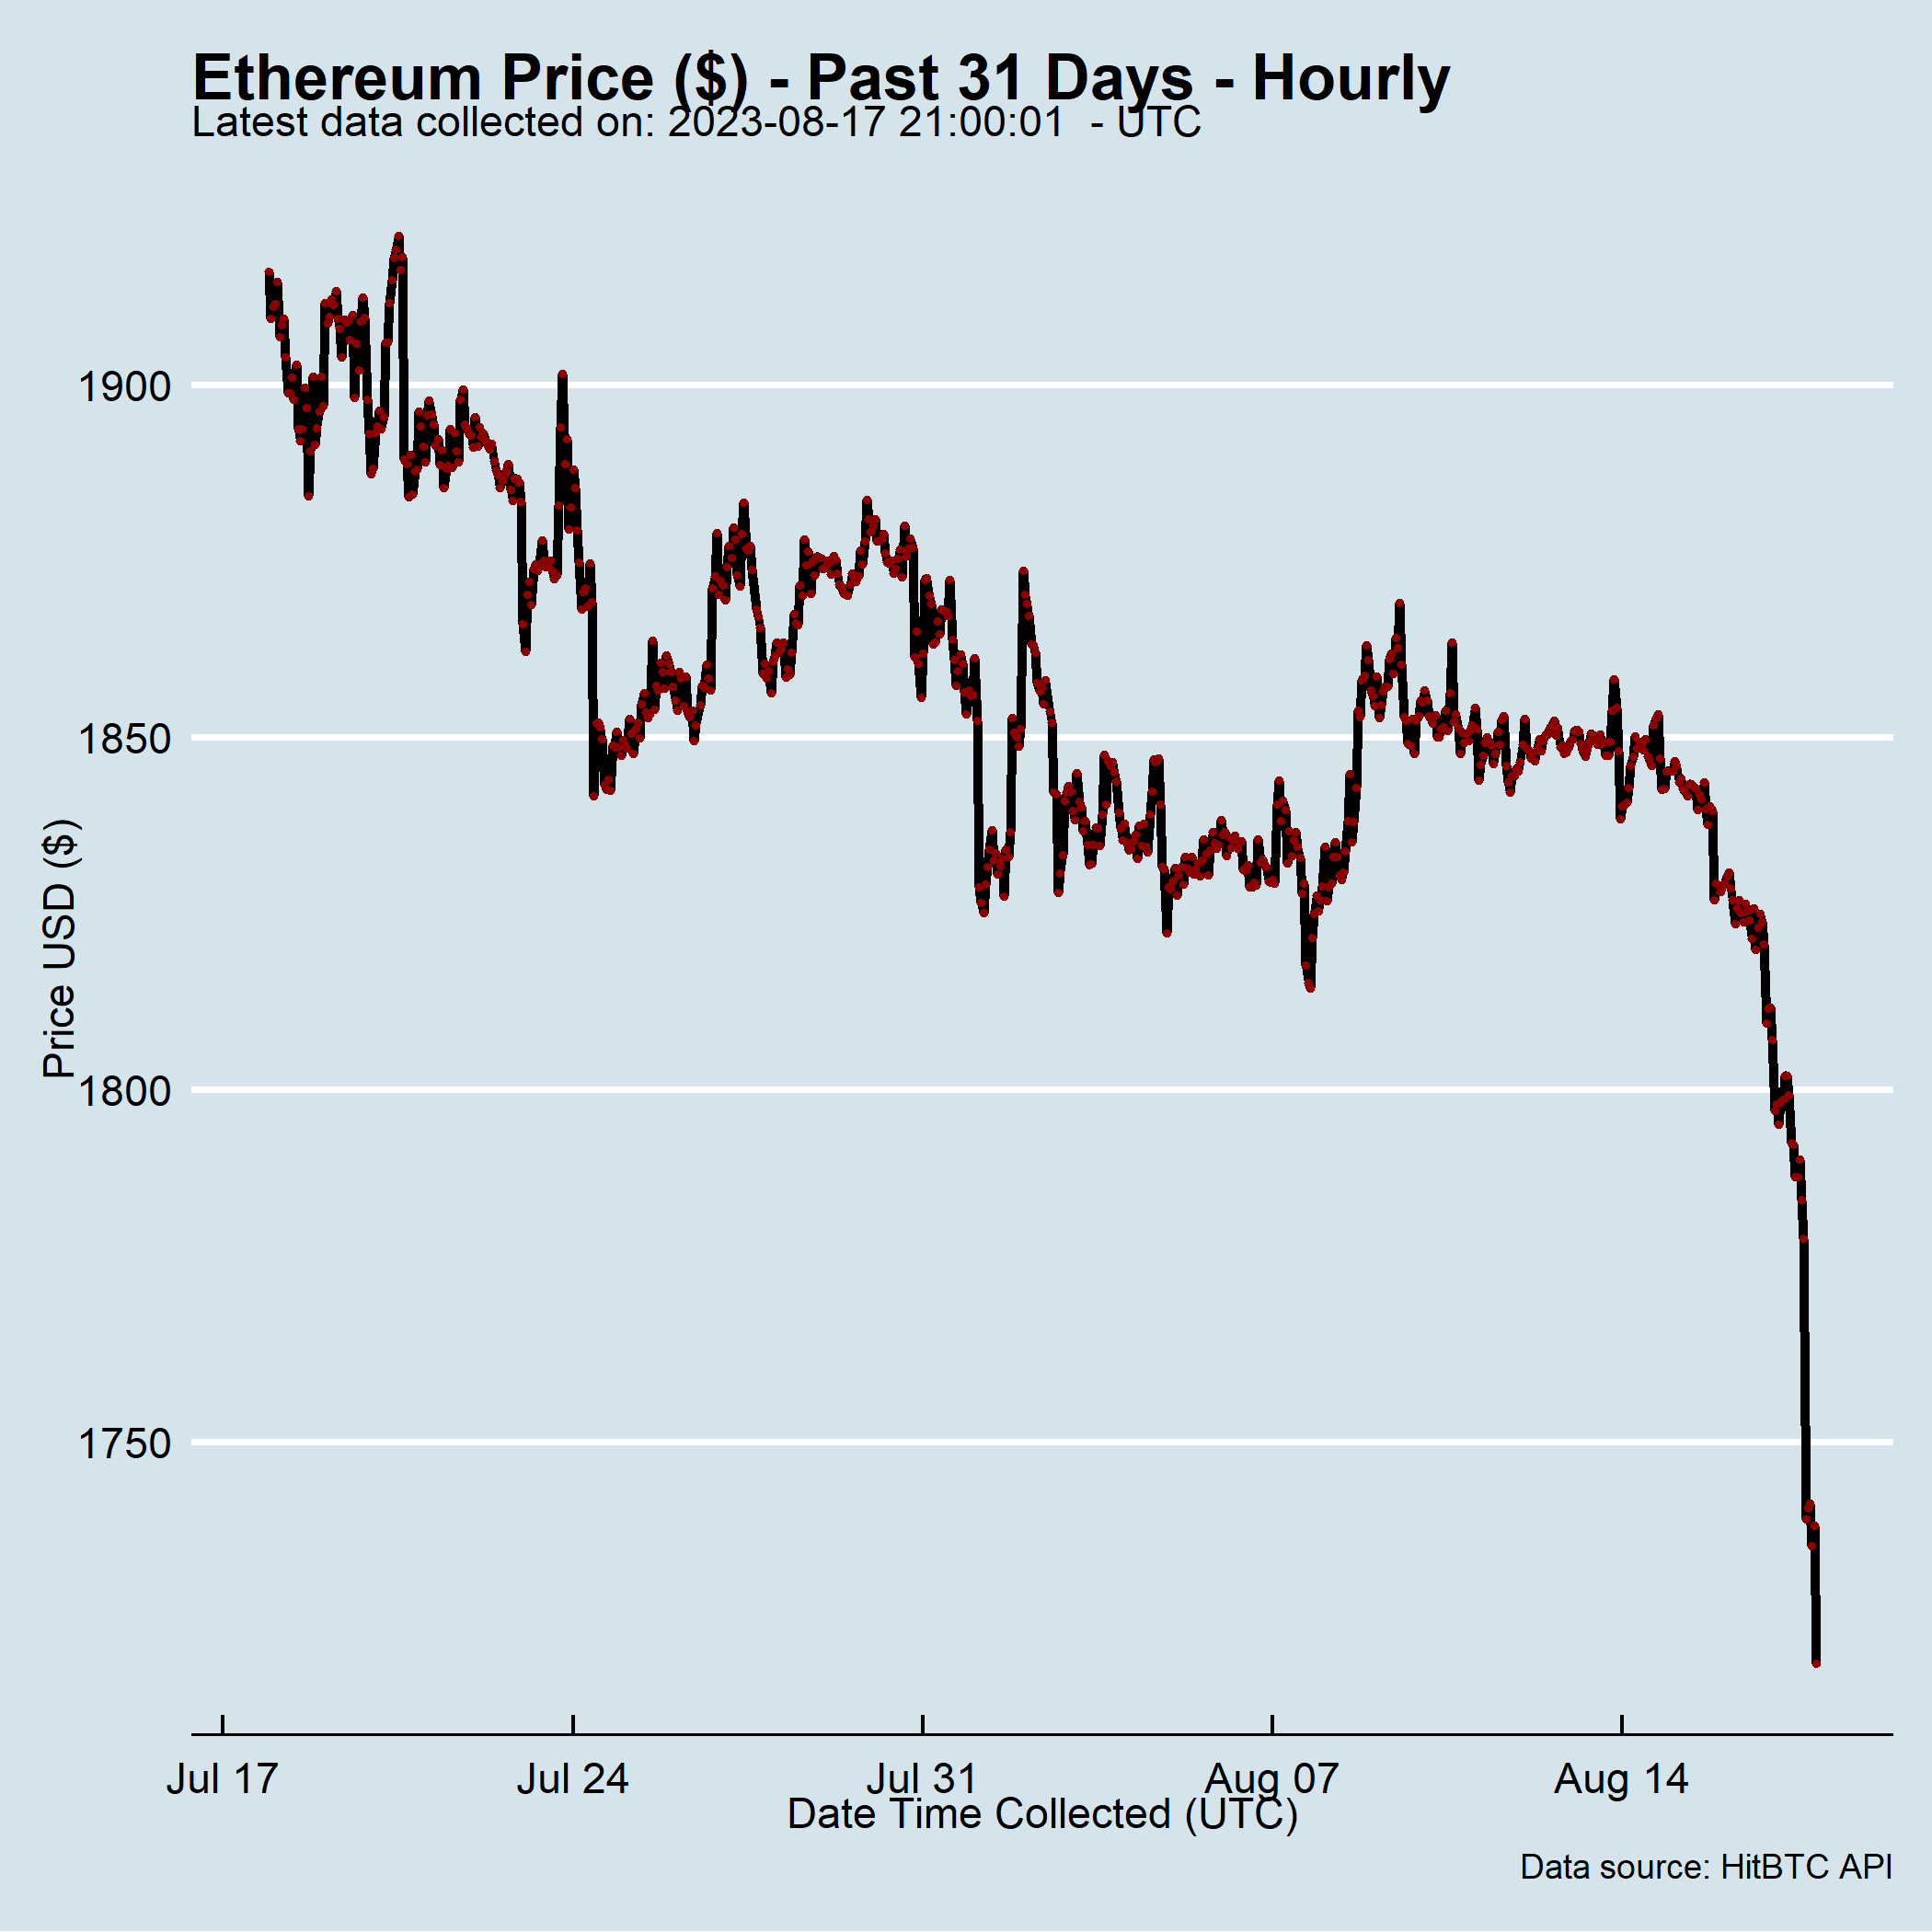 Ethereum Price ($) - Past 31 Days - Hourly
Latest data collected on: 2023-08-17 21:00:01  - UTC
Price USD ($)
1900
1850
1800
1750
Jul 17
Jul 24
Jul 31
Aug 07
Aug 14
Date Time Collected (UTC)
Data source: HitBTC API